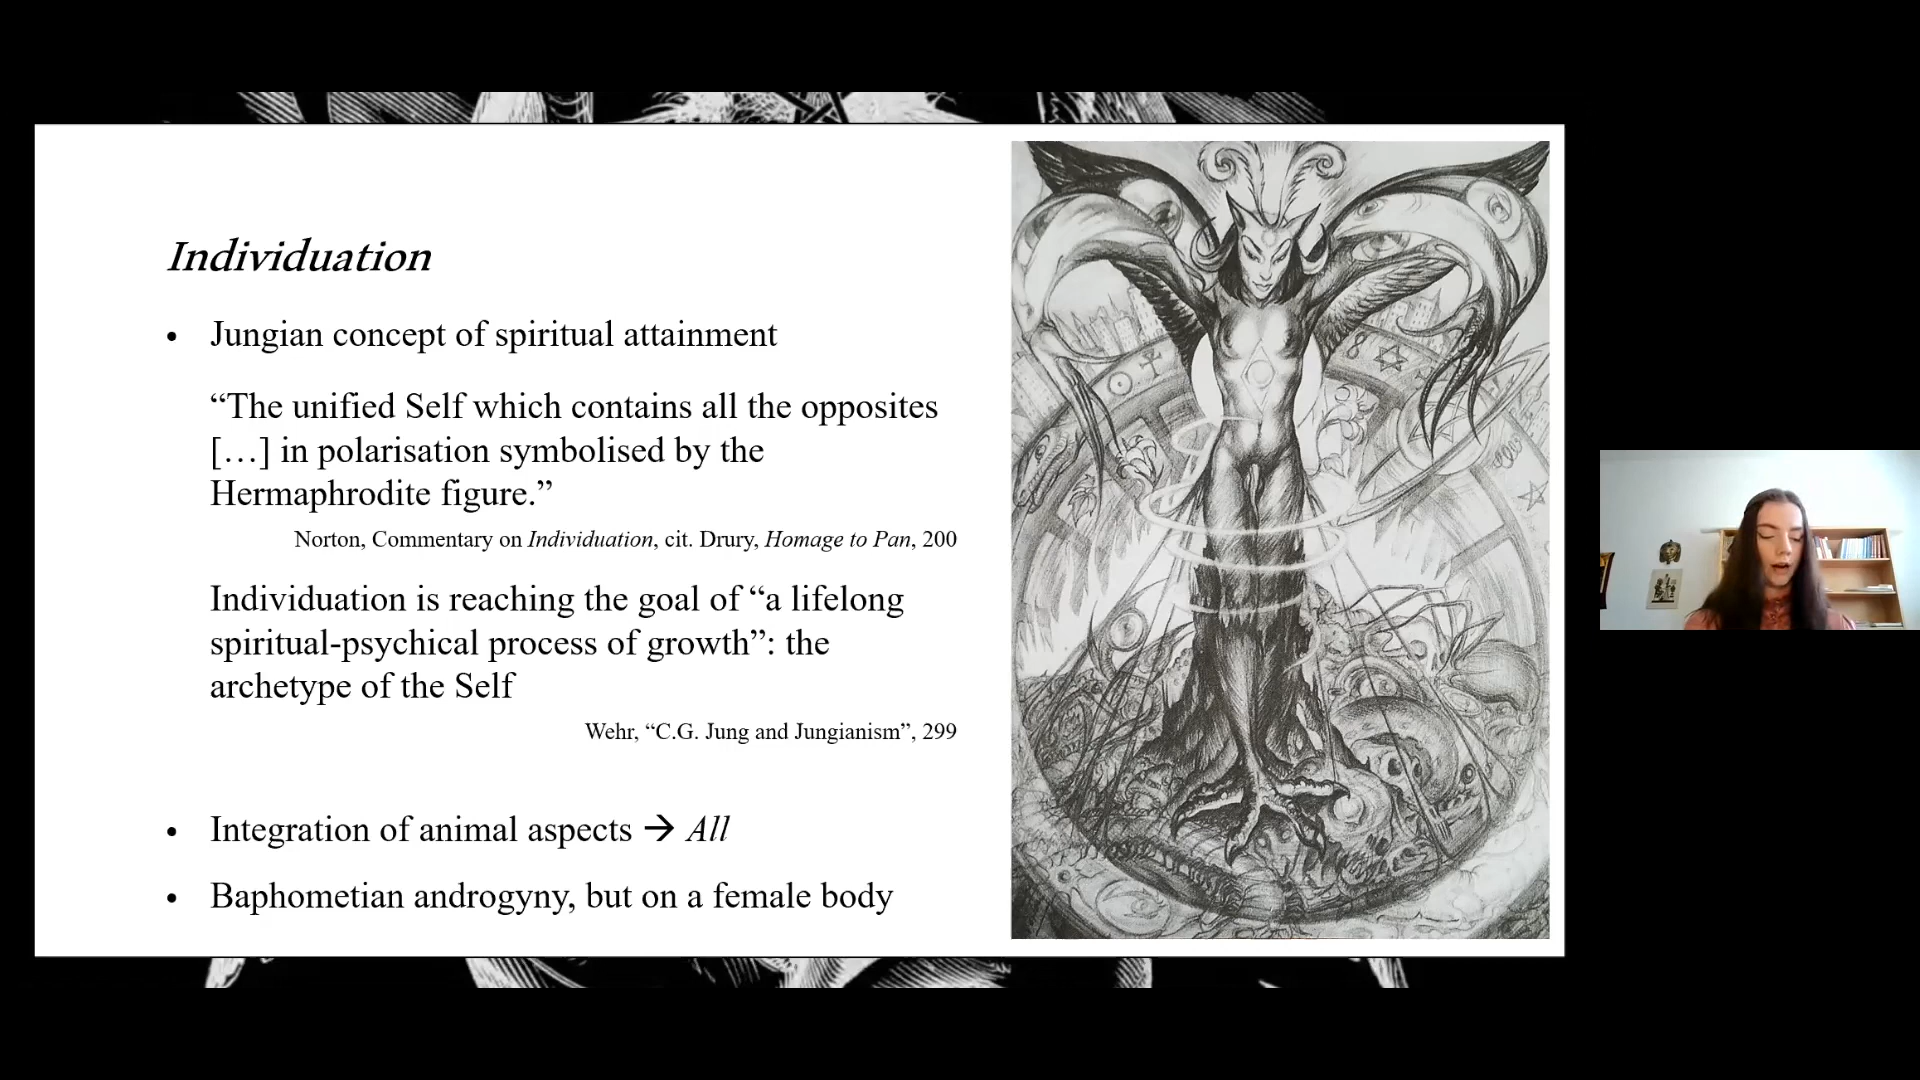 Individuation
• Jungian concept of spiritual attainment
“The unified Self which contains all the opposites
[…] in polarisation symbolised by the
Hermaphrodite figure.”
Norton, Commentary on Individuation, cit. Drury, Homage to Pan, 200
Individuation is reaching the goal of “a lifelong
spiritual-psychical process of growth”: the
archetype of the Self
Wehr, “C.G. Jung and Jungianism”, 299
• Integration of animal aspects → All
• Baphometian androgyny, but on a female body